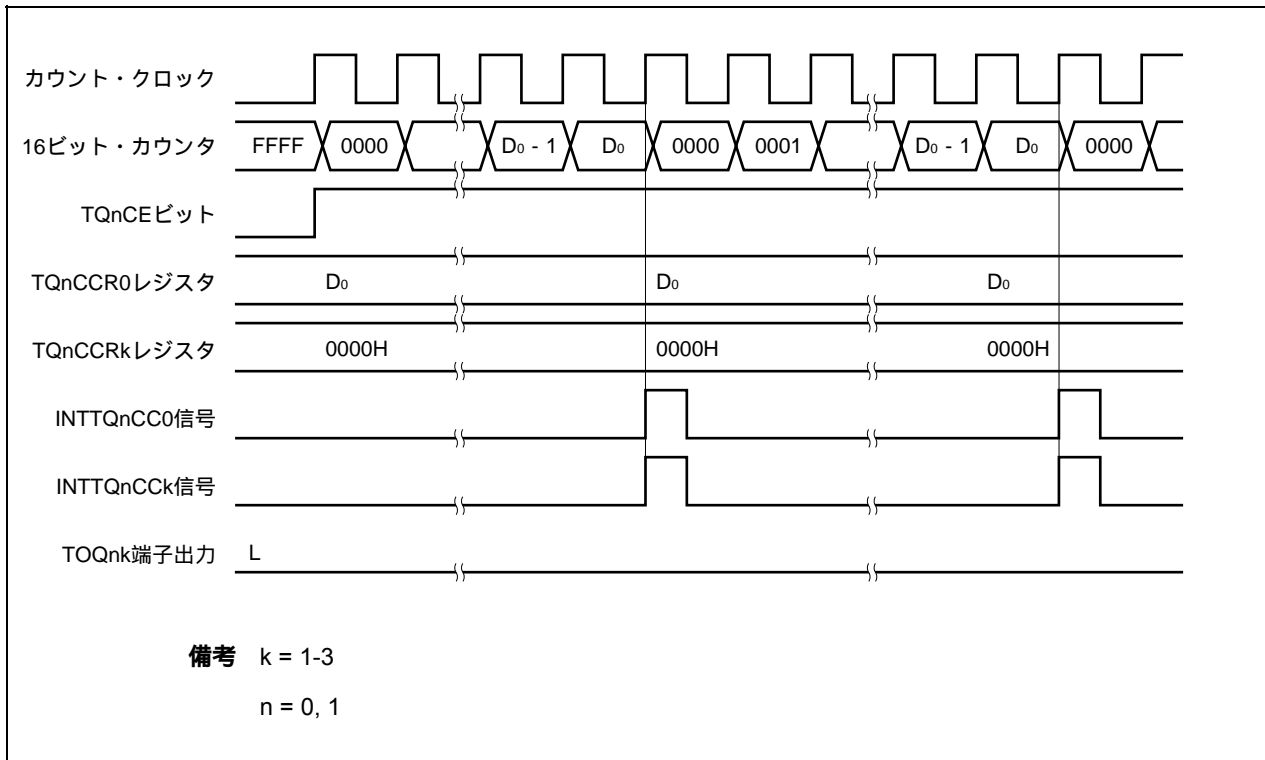 カウント・クロック
16ビット・カウンタ FFFF 0000 D₀ - 1 D₀ 0000 0001 D₀ - 1 D₀ 0000
TQnCEビット
TQnCCR0レジスタ D₀ D₀ D₀
TQnCCRkレジスタ 0000H 0000H 0000H
INTTQnCC0信号
INTTQnCCk信号
TOQnk端子出力 L
備考 k = 1-3
n = 0, 1